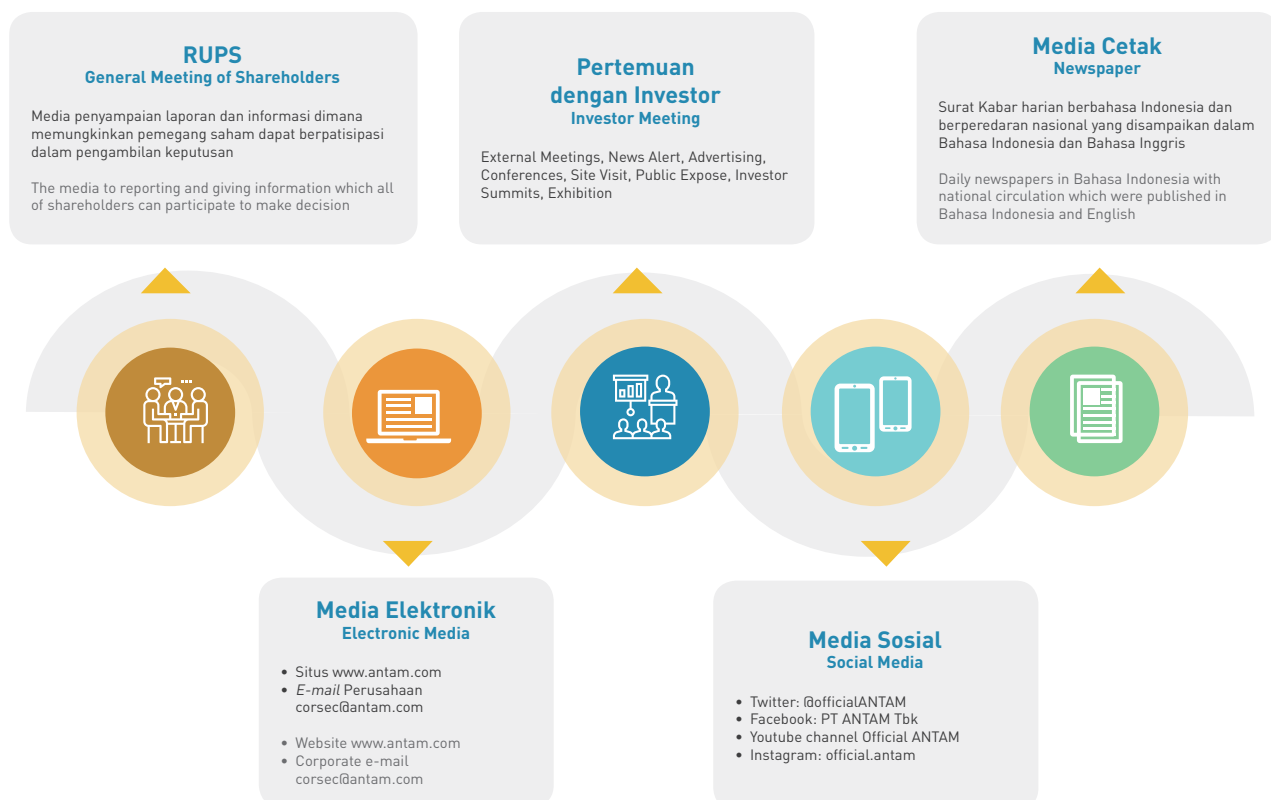 RUPS
General Meeting of Shareholders
Media penyampaian laporan dan informasi dimana
memungkinkan pemegang saham dapat berpatisipasi
dalam pengambilan keputusan
The media to reporting and giving information which all
of shareholders can participate to make decision
Pertemuan
dengan Investor
Investor Meeting
External Meetings, News Alert, Advertising,
Conferences, Site Visit, Public Expose, Investor
Summits, Exhibition
Media Cetak
Newspaper
Surat Kabar harian berbahasa Indonesia dan
berperedaran nasional yang disampaikan dalam
Bahasa Indonesia dan Bahasa Inggris
Daily newspapers in Bahasa Indonesia with
national circulation which were published in
Bahasa Indonesia and English
Media Elektronik
Electronic Media
• Situs www.antam.com
• E-mail Perusahaan
corsec@antam.com
• Website www.antam.com
• Corporate e-mail
corsec@antam.com
Media Sosial
Social Media
• Twitter: @officialANTAM
• Facebook: PT ANTAM Tbk
• Youtube channel Official ANTAM
• Instagram: official.antam